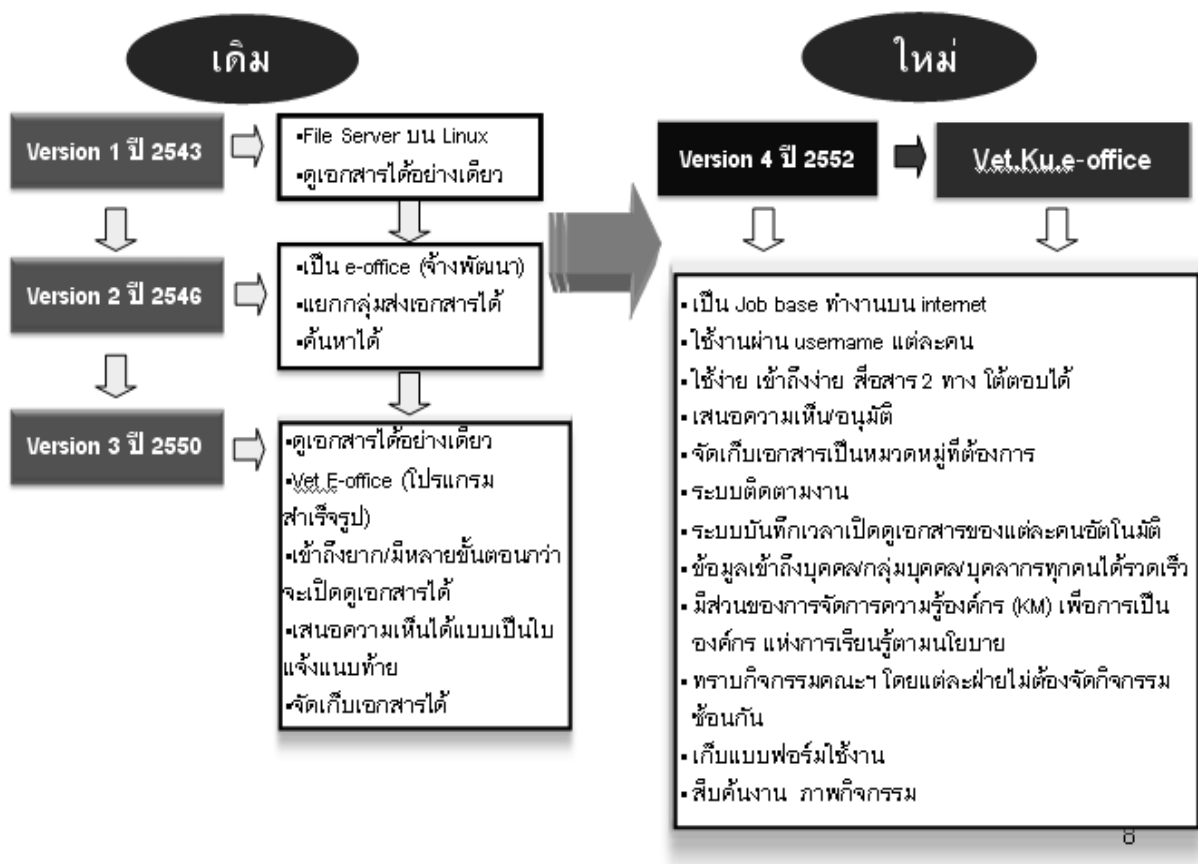 เดิม
Version 1 ปี 2543
▪File Server บน Linux
▪ดูเอกสารได้อย่างเดียว
Version 2 ปี 2546
▪เป็น e-office (จ้างพัฒนา)
▪แยกกลุ่มส่งเอกสารได้
▪ค้นหาได้
Version 3 ปี 2550
▪ดูเอกสารได้อย่างเดียว
▪Vet E-office (โปรแกรม
สำเร็จรูป)
▪เข้าถึงยาก/มีหลายขั้นตอนกว่า
จะเปิดดูเอกสารได้
▪เสนอความเห็นได้แบบเป็นใบ
แจ้งแนบท้าย
▪จัดเก็บเอกสารได้
ใหม่
Version 4 ปี 2552
Vet.Ku.e-office
▪ เป็น Job base ทำงานบน internet
▪ ใช้งานผ่าน username แต่ละคน
▪ ใช้ง่าย เข้าถึงง่าย สื่อสาร 2 ทาง โต้ตอบได้
▪ เสนอความเห็น/อนุมัติ
▪ จัดเก็บเอกสารเป็นหมวดหมู่ที่ต้องการ
▪ ระบบติดตามงาน
▪ ระบบบันทึกเวลาเปิดดูเอกสารของแต่ละคนอัตโนมัติ
▪ ข้อมูลเข้าถึงบุคคล/กลุ่มบุคคล/บุคลากรทุกคนได้รวดเร็ว
▪ มีส่วนของการจัดการความรู้องค์กร (KM) เพื่อการเป็น
องค์กร แห่งการเรียนรู้ตามนโยบาย
▪ ทราบกิจกรรมคณะฯ โดยแต่ละฝ่ายไม่ต้องจัดกิจกรรม
ซ้อนกัน
▪ เก็บแบบฟอร์มใช้งาน
▪ สืบค้นงาน ภาพกิจกรรม
8